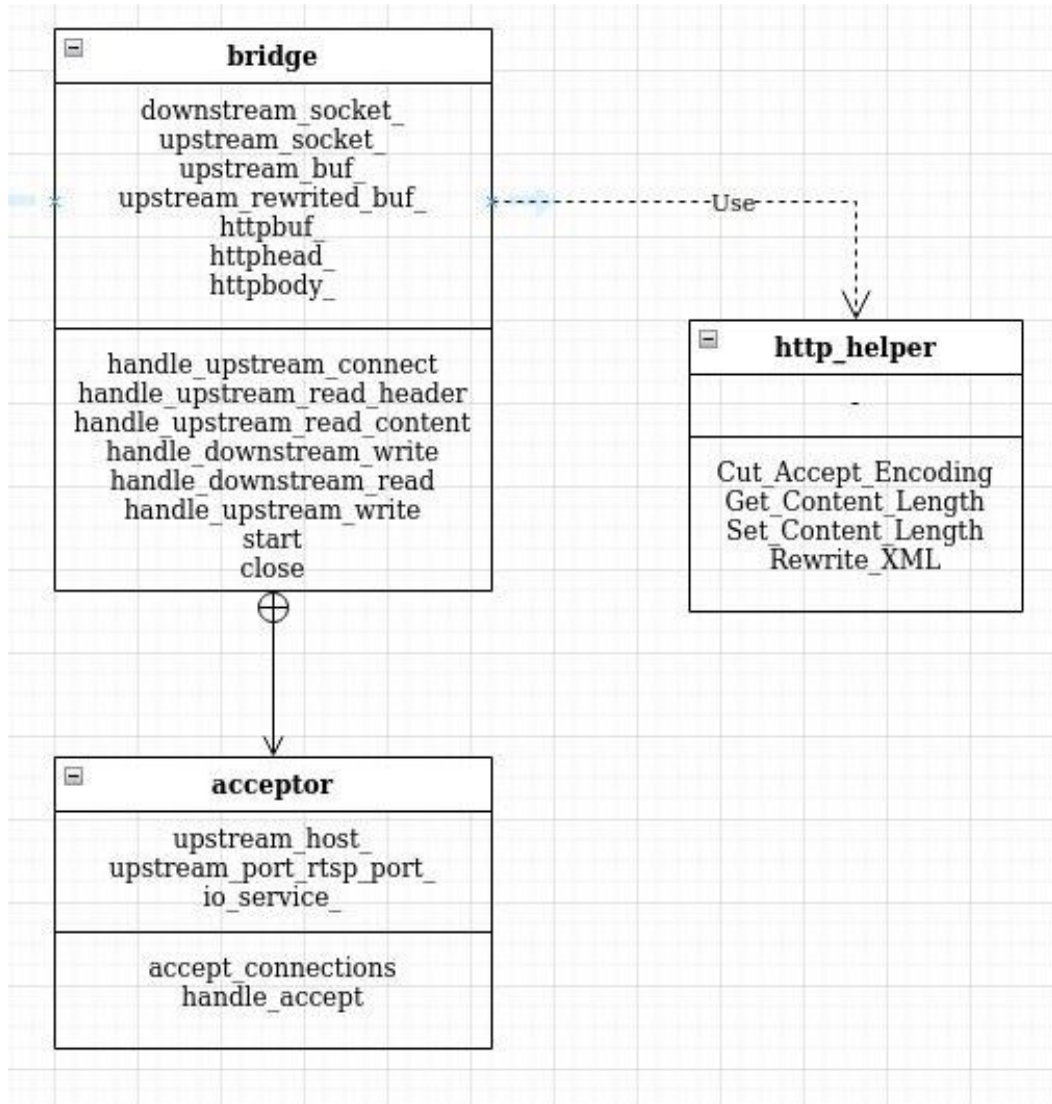 bridge
downstream_socket_
upstream_socket_
upstream_buf_
upstream_rewrited_buf_
httpbuf_
httphead_
httpbody_
handle_upstream_connect
handle_upstream_read_header
handle_upstream_read_content
handle_downstream_write
handle_downstream_read
handle_upstream_write
start
close
Use
http_helper
-
Cut_Accept_Encoding
Get_Content_Length
Set_Content_Length
Rewrite_XML
acceptor
upstream_host_
upstream_port_rtsp_port_
io_service_
accept_connections
handle_accept